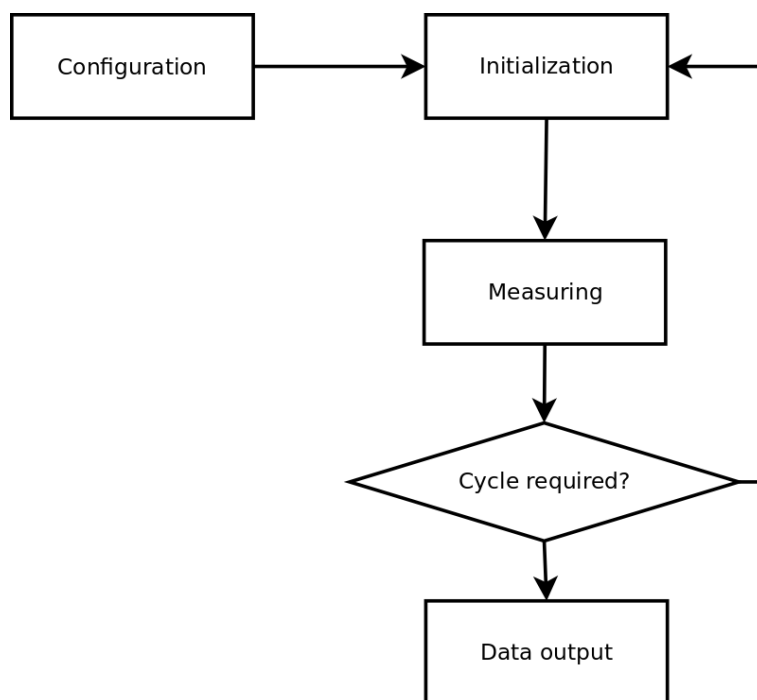 Configuration
Initialization
Measuring
Cycle required?
Data output